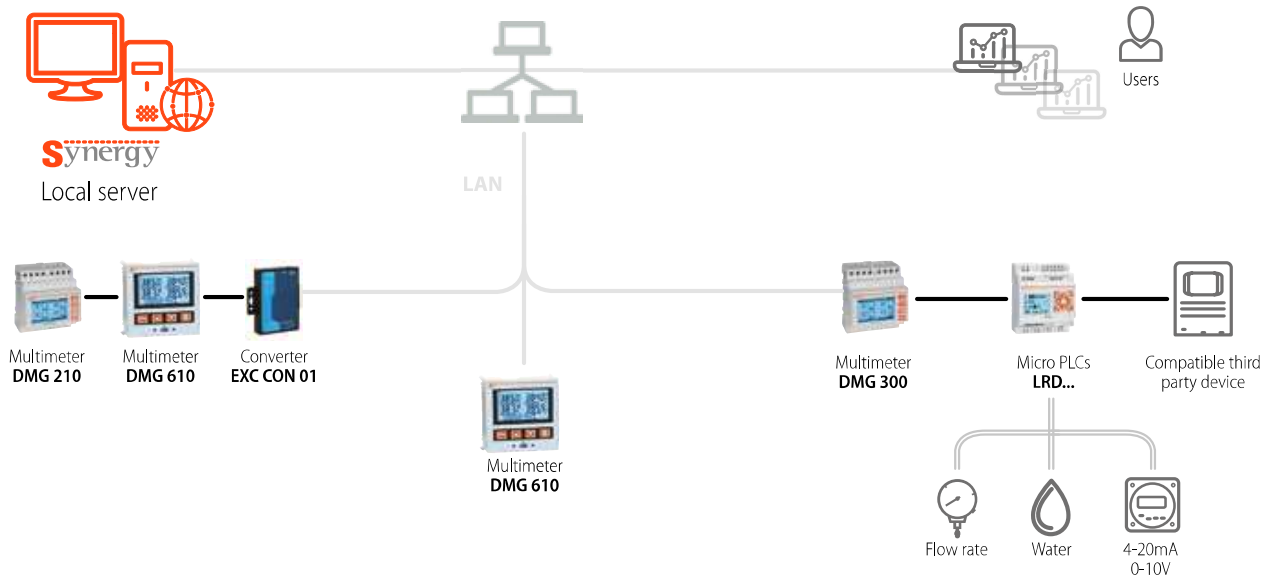 Users
Synergy
Local server
LAN
Multimeter
DMG 210
Multimeter
DMG 610
Converter
EXC CON 01
Multimeter
DMG 610
Multimeter
DMG 300
Micro PLCs
LRD...
Compatible third
party device
Flow rate
Water
4-20mA
0-10V